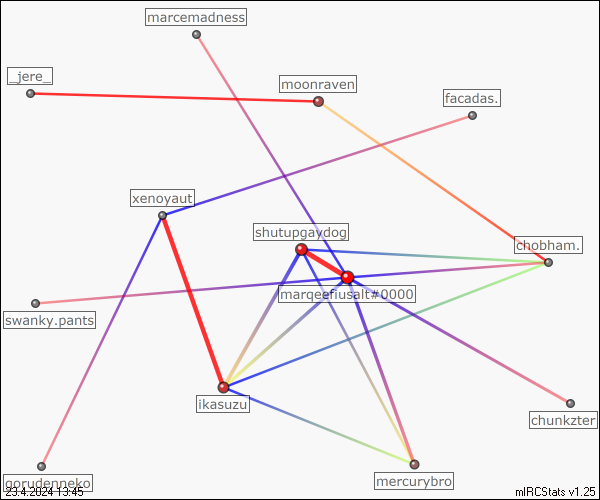 marcemadness
_jere_
moonraven
facadas.
xenoyaut
shutupgaydog
chobham.
marqeefiusalt#0000
swanky.pants
ikasuzu
chunkzter
mercurybro
gorudenneko
23.4.2024 13:45
mIRCStats v1.25